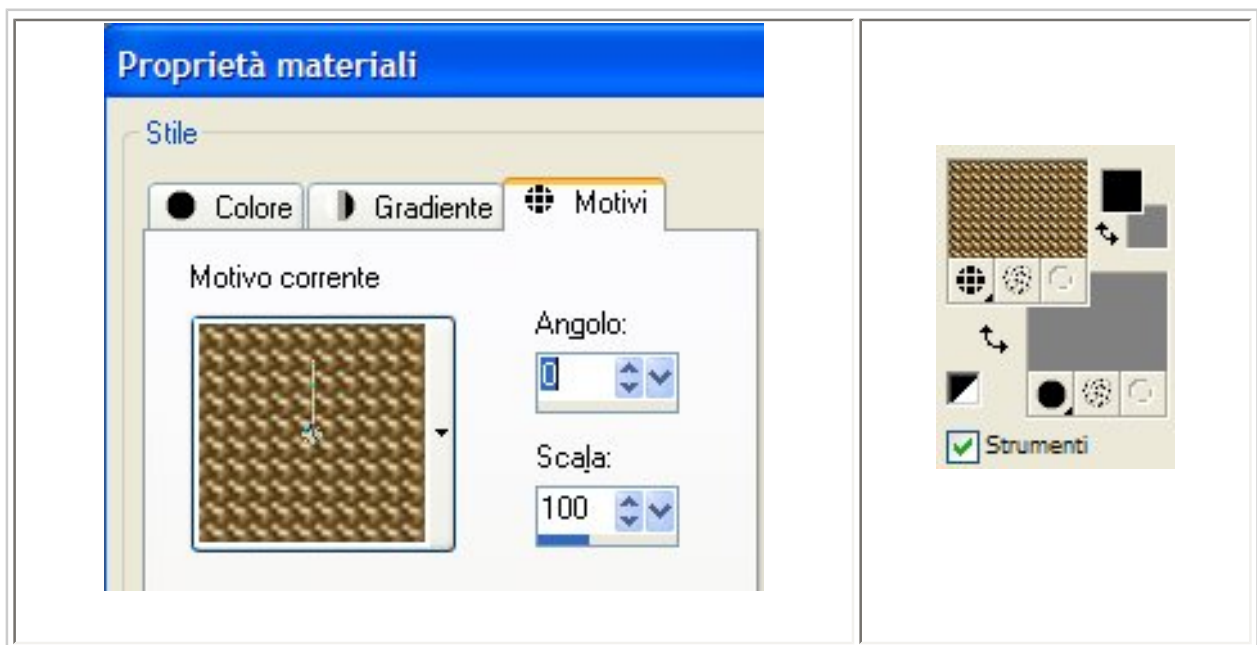 Proprietà materiali
Stile
Colore Gradiente Motivi
Motivo corrente
Angolo:
0
Scala:
100
Strumenti